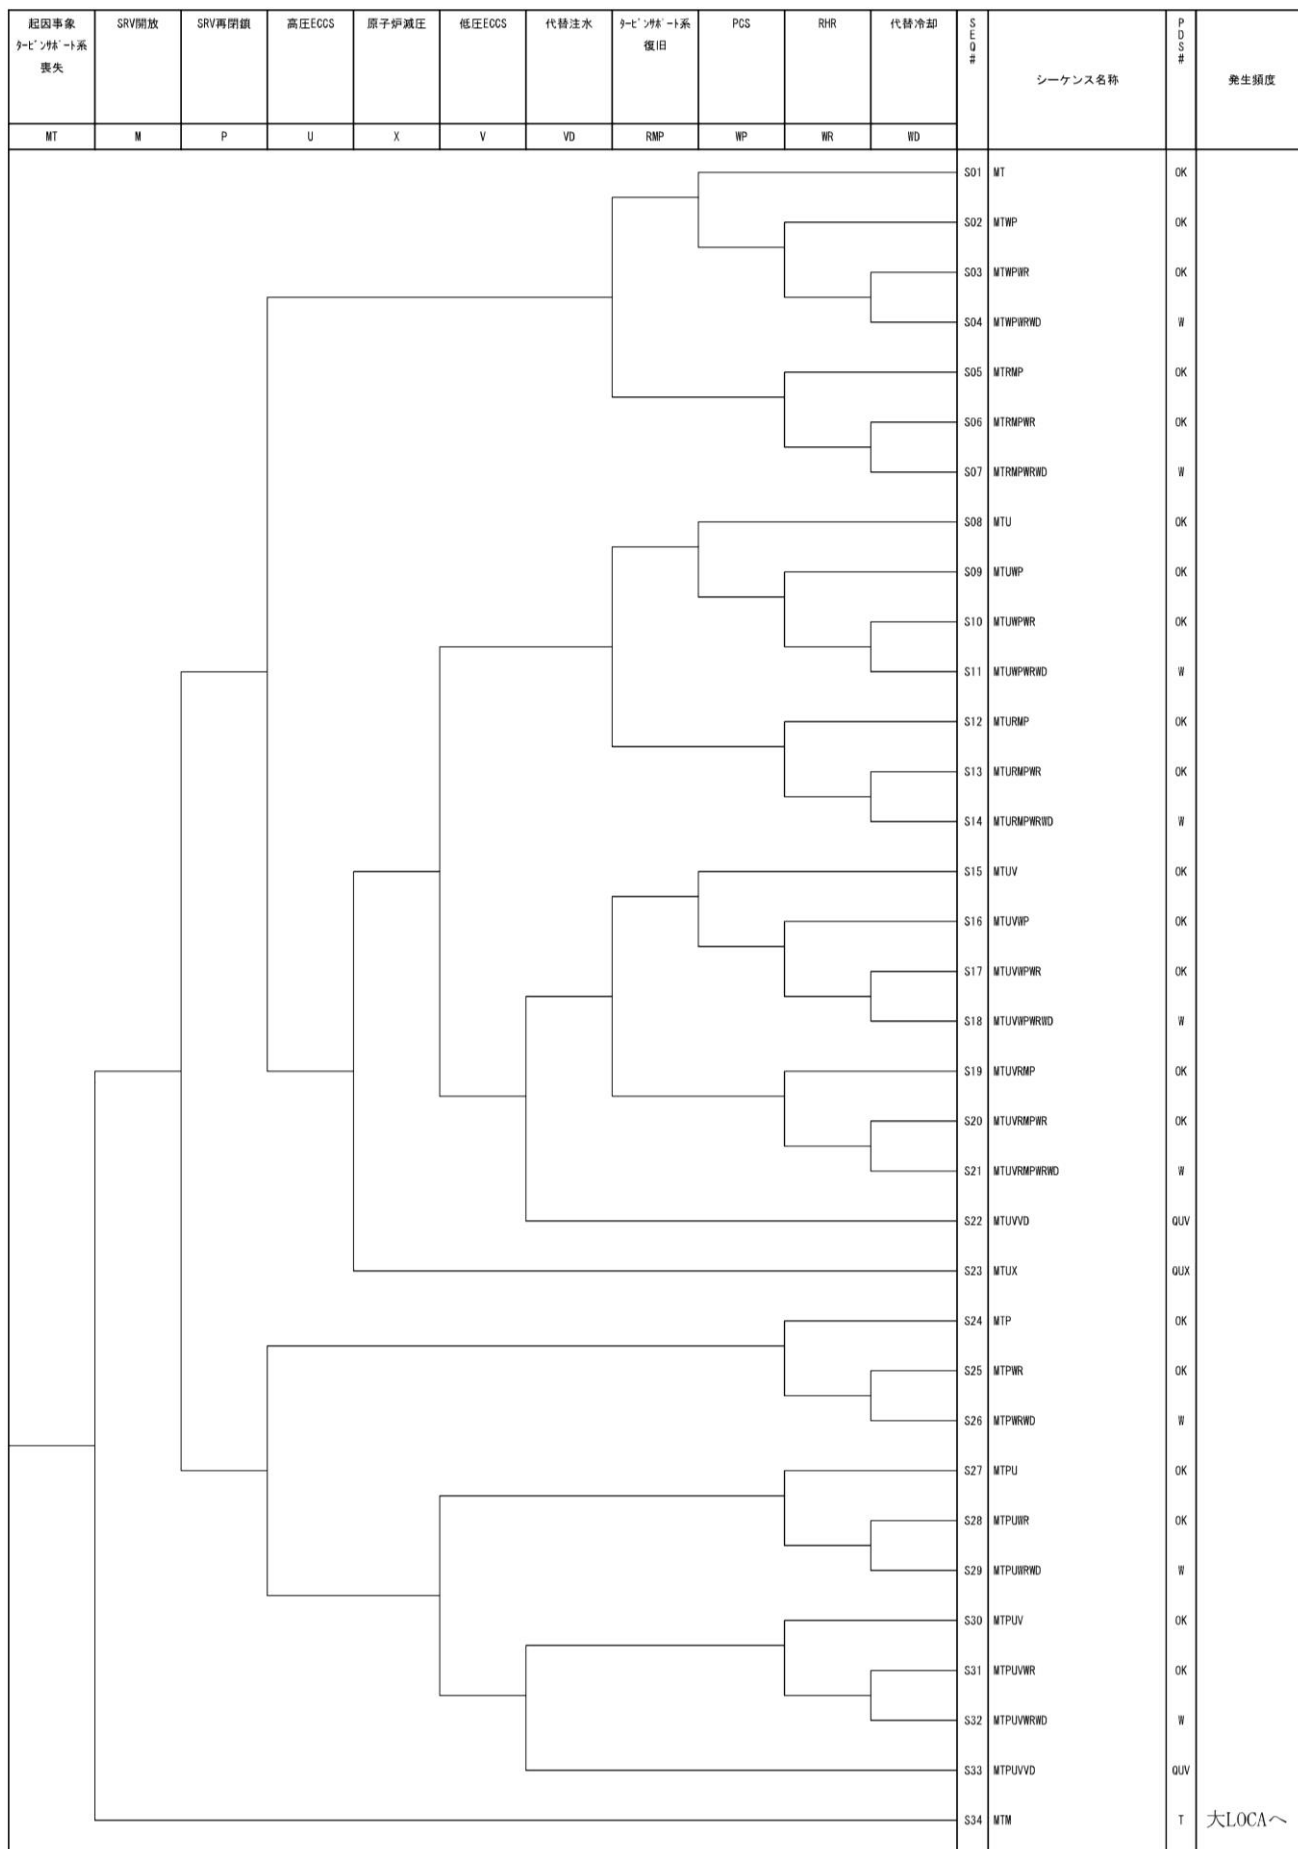 起因事象
タービンサポート系
喪失
SRV開放
SRV再閉鎖
高圧ECCS
原子炉減圧
低圧ECCS
代替注水
タービンサポート系
復旧
PCS
RHR
代替冷却
SEQ#
シーケンス名称
PDS#
発生頻度
MT M P U X V VD RMP WP WR WD
S01 MT OK
S02 MTWP OK
S03 MTWPWR OK
S04 MTWPWRWD W
S05 MTRMP OK
S06 MTRMPWR OK
S07 MTRMPWRWD W
S08 MTU OK
S09 MTUWP OK
S10 MTUWPWR OK
S11 MTUWPWRWD W
S12 MTURMP OK
S13 MTURMPWR OK
S14 MTURMPWRWD W
S15 MTUV OK
S16 MTUVWP OK
S17 MTUVWPWR OK
S18 MTUVWPWRWD W
S19 MTUVRMP OK
S20 MTUVRMPWR OK
S21 MTUVRMPWRWD W
S22 MTUVVD QUV
S23 MTUX QUX
S24 MTP OK
S25 MTPWR OK
S26 MTPWRWD W
S27 MTPU OK
S28 MTPUWR OK
S29 MTPUWRWD W
S30 MTPUV OK
S31 MTPUVWR OK
S32 MTPUVWRWD W
S33 MTPUVVD QUV
S34 MTM T 大LOCAへ